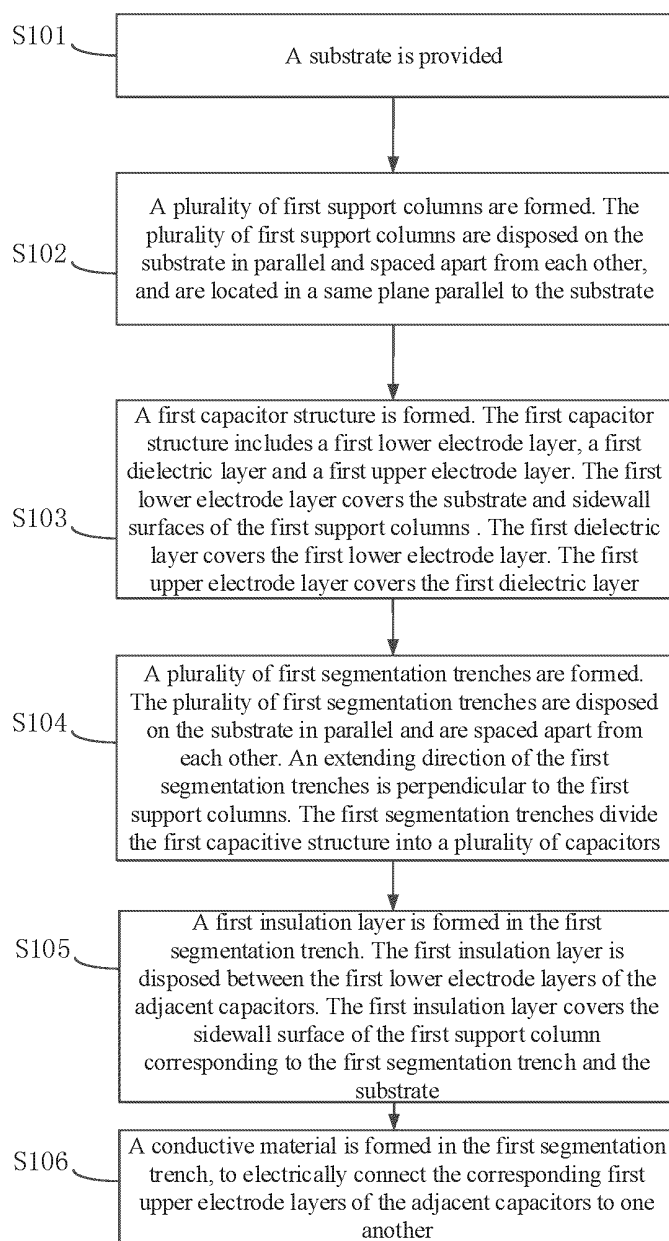 S101
A substrate is provided
S102
A plurality of first support columns are formed. The
plurality of first support columns are disposed on the
substrate in parallel and spaced apart from each other,
and are located in a same plane parallel to the substrate
S103
A first capacitor structure is formed. The first capacitor
structure includes a first lower electrode layer, a first
dielectric layer and a first upper electrode layer. The first
lower electrode layer covers the substrate and sidewall
surfaces of the first support columns . The first dielectric
layer covers the first lower electrode layer. The first
upper electrode layer covers the first dielectric layer
S104
A plurality of first segmentation trenches are formed.
The plurality of first segmentation trenches are disposed
on the substrate in parallel and are spaced apart from
each other. An extending direction of the first
segmentation trenches is perpendicular to the first
support columns. The first segmentation trenches divide
the first capacitive structure into a plurality of capacitors
S105
A first insulation layer is formed in the first
segmentation trench. The first insulation layer is
disposed between the first lower electrode layers of the
adjacent capacitors. The first insulation layer covers the
sidewall surface of the first support column
corresponding to the first segmentation trench and the
substrate
S106
A conductive material is formed in the first segmentation
trench, to electrically connect the corresponding first
upper electrode layers of the adjacent capacitors to one
another